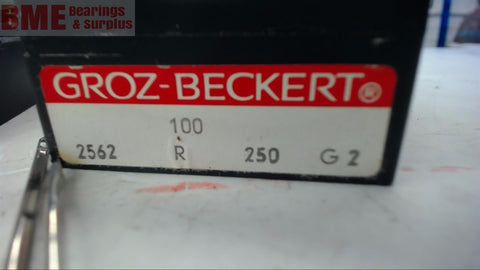 BME Bearings
& Surplus
GROZ-BECKERT®
100
2562 R 250 G 2